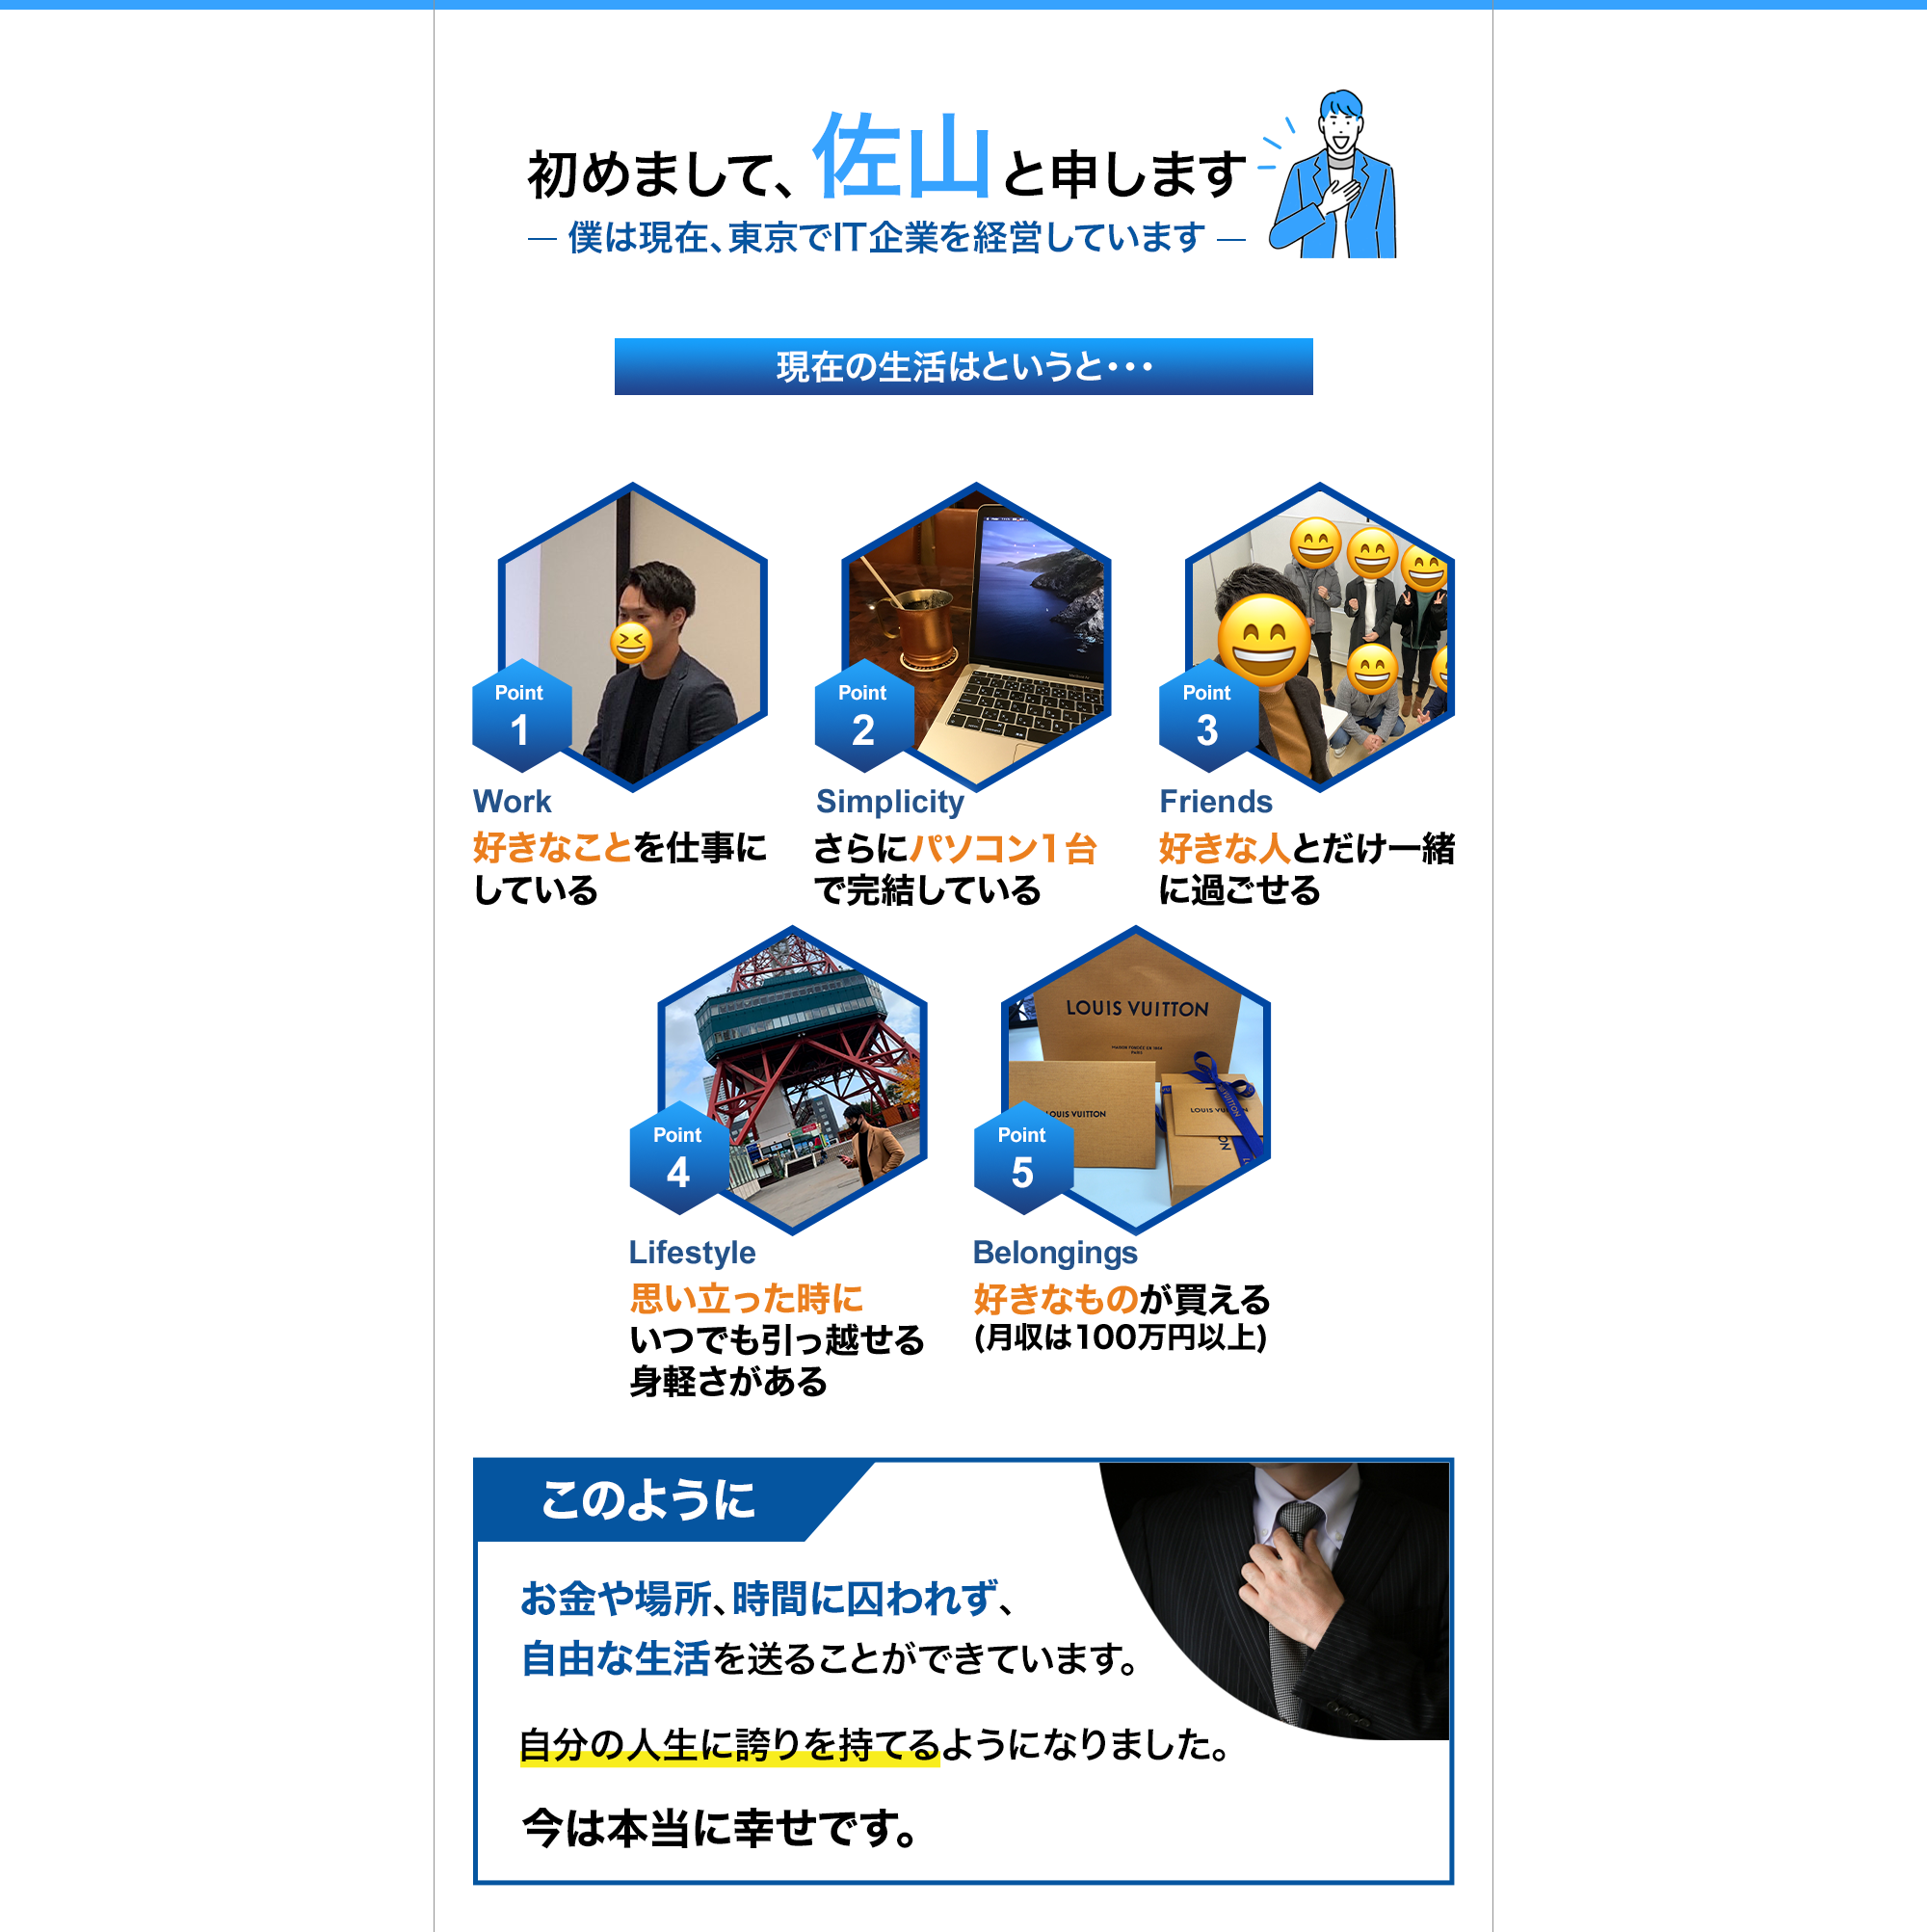 初めまして、佐山と申します
― 僕は現在、東京でIT企業を経営しています ―
現在の生活はというと･･･
Point
1
Work
好きなことを仕事に
している
Point
2
Simplicity
さらにパソコン1台
で完結している
Point
3
Friends
好きな人とだけ一緒
に過ごせる
Point
4
Lifestyle
思い立った時に
いつでも引っ越せる
身軽さがある
LOUIS VUITTON
MAISON FONDÉE EN 1854
PARIS
OUIS VUITTON
LOUIS VU
VUITTON
Point
5
Belongings
好きなものが買える
(月収は100万円以上)
このように
お金や場所、時間に囚われず、
自由な生活を送ることができています。
自分の人生に誇りを持てるようになりました。
今は本当に幸せです。